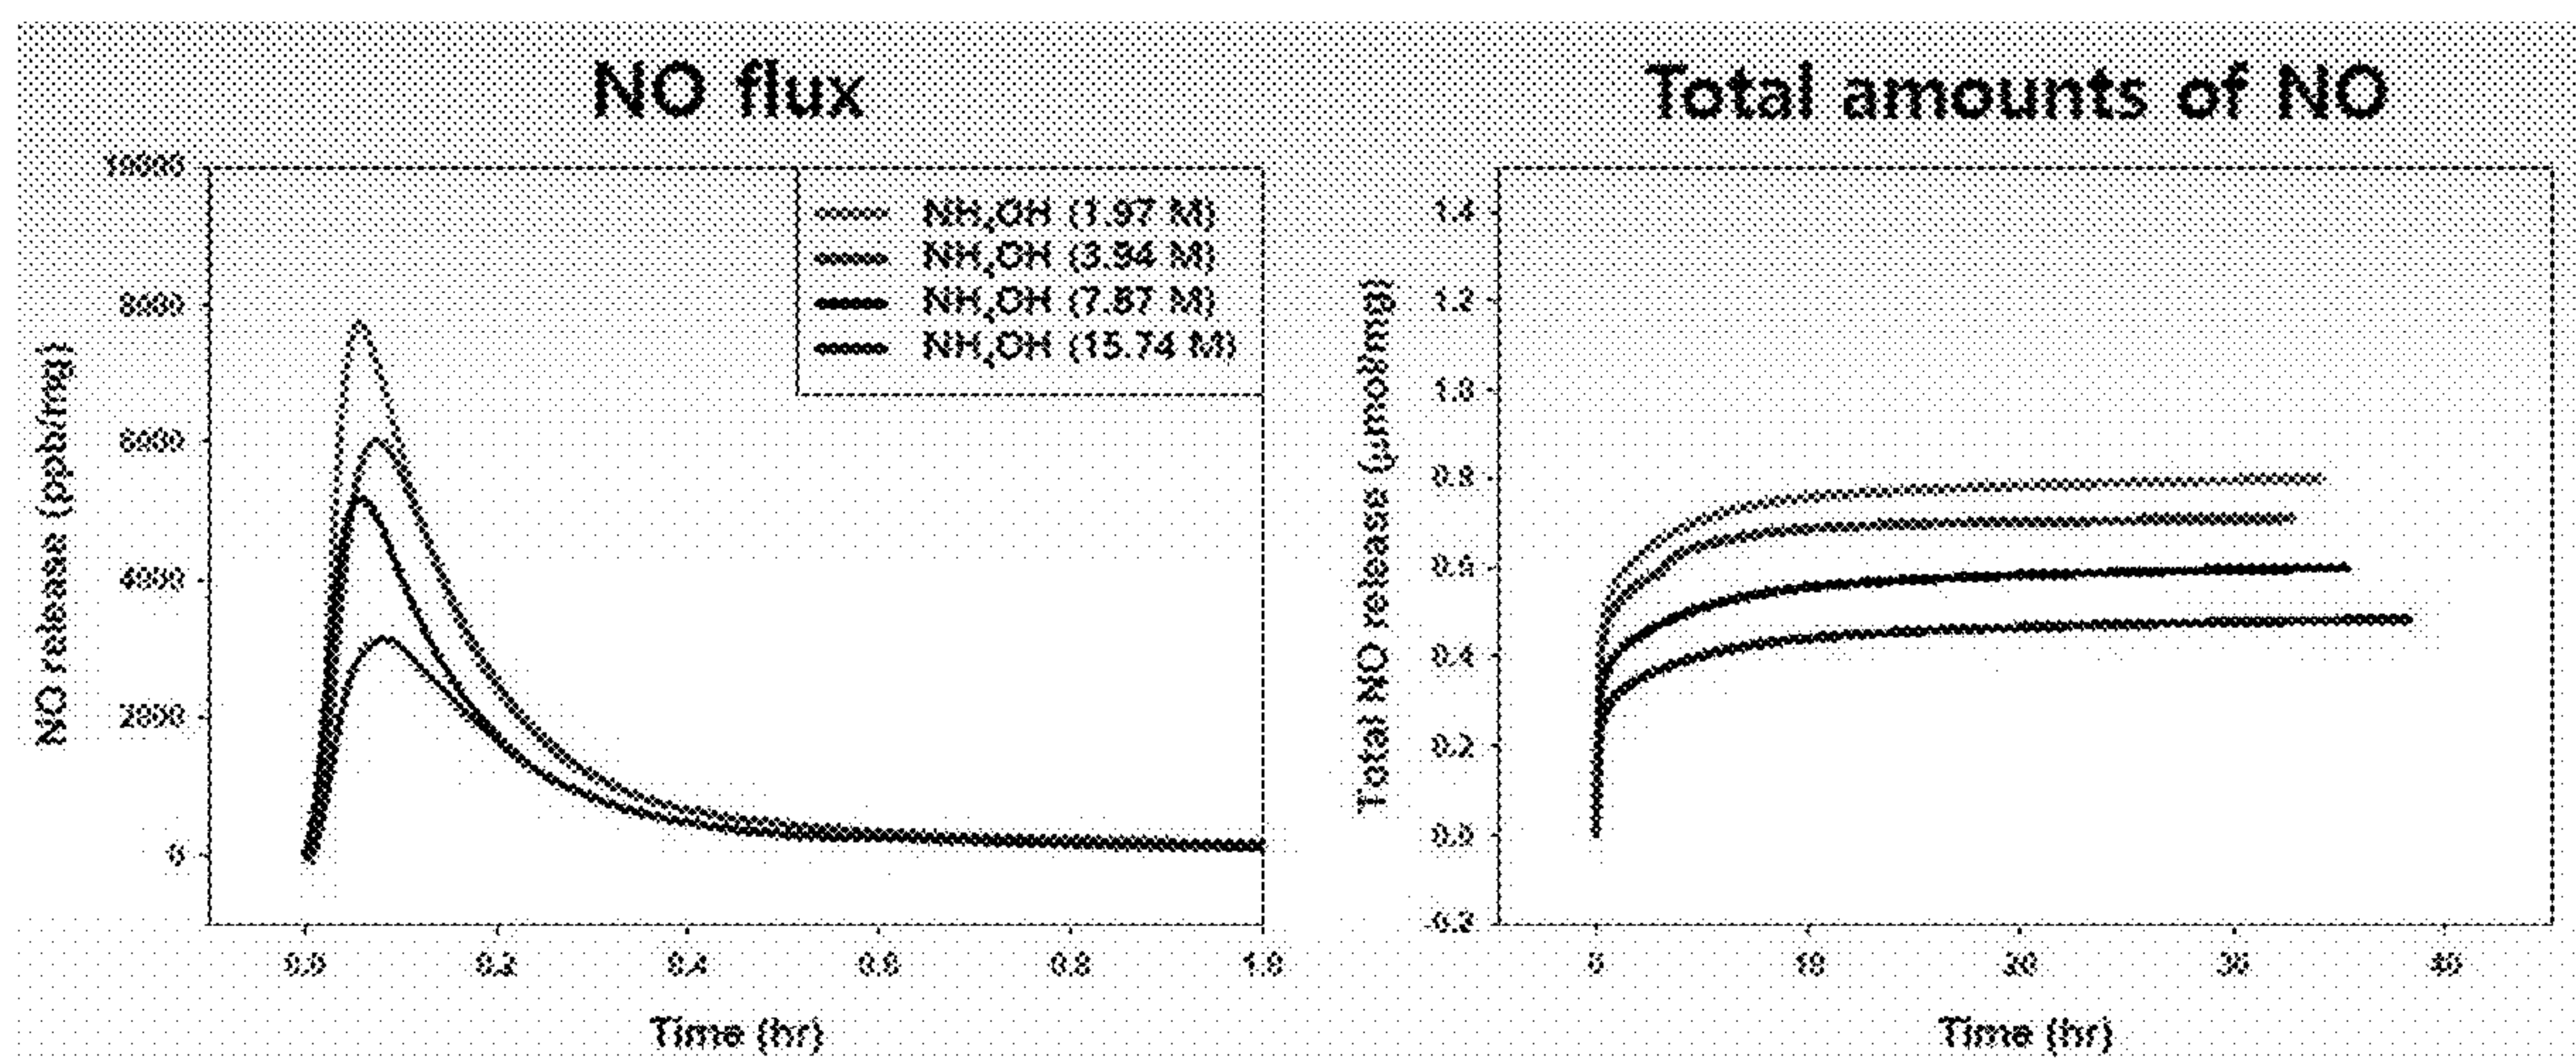 NO flux
NO release (ppb/mg)
10000
8000
6000
4000
2000
0
0.0 0.2 0.4 0.6 0.8 1.0
Time (hr)
NH₄OH (1.97 M)
NH₄OH (3.94 M)
NH₄OH (7.87 M)
NH₄OH (15.74 M)
Total amounts of NO
Total NO release (μmol/mg)
1.4
1.2
1.0
0.8
0.6
0.4
0.2
0.0
-0.2
0 10 20 30 40
Time (hr)